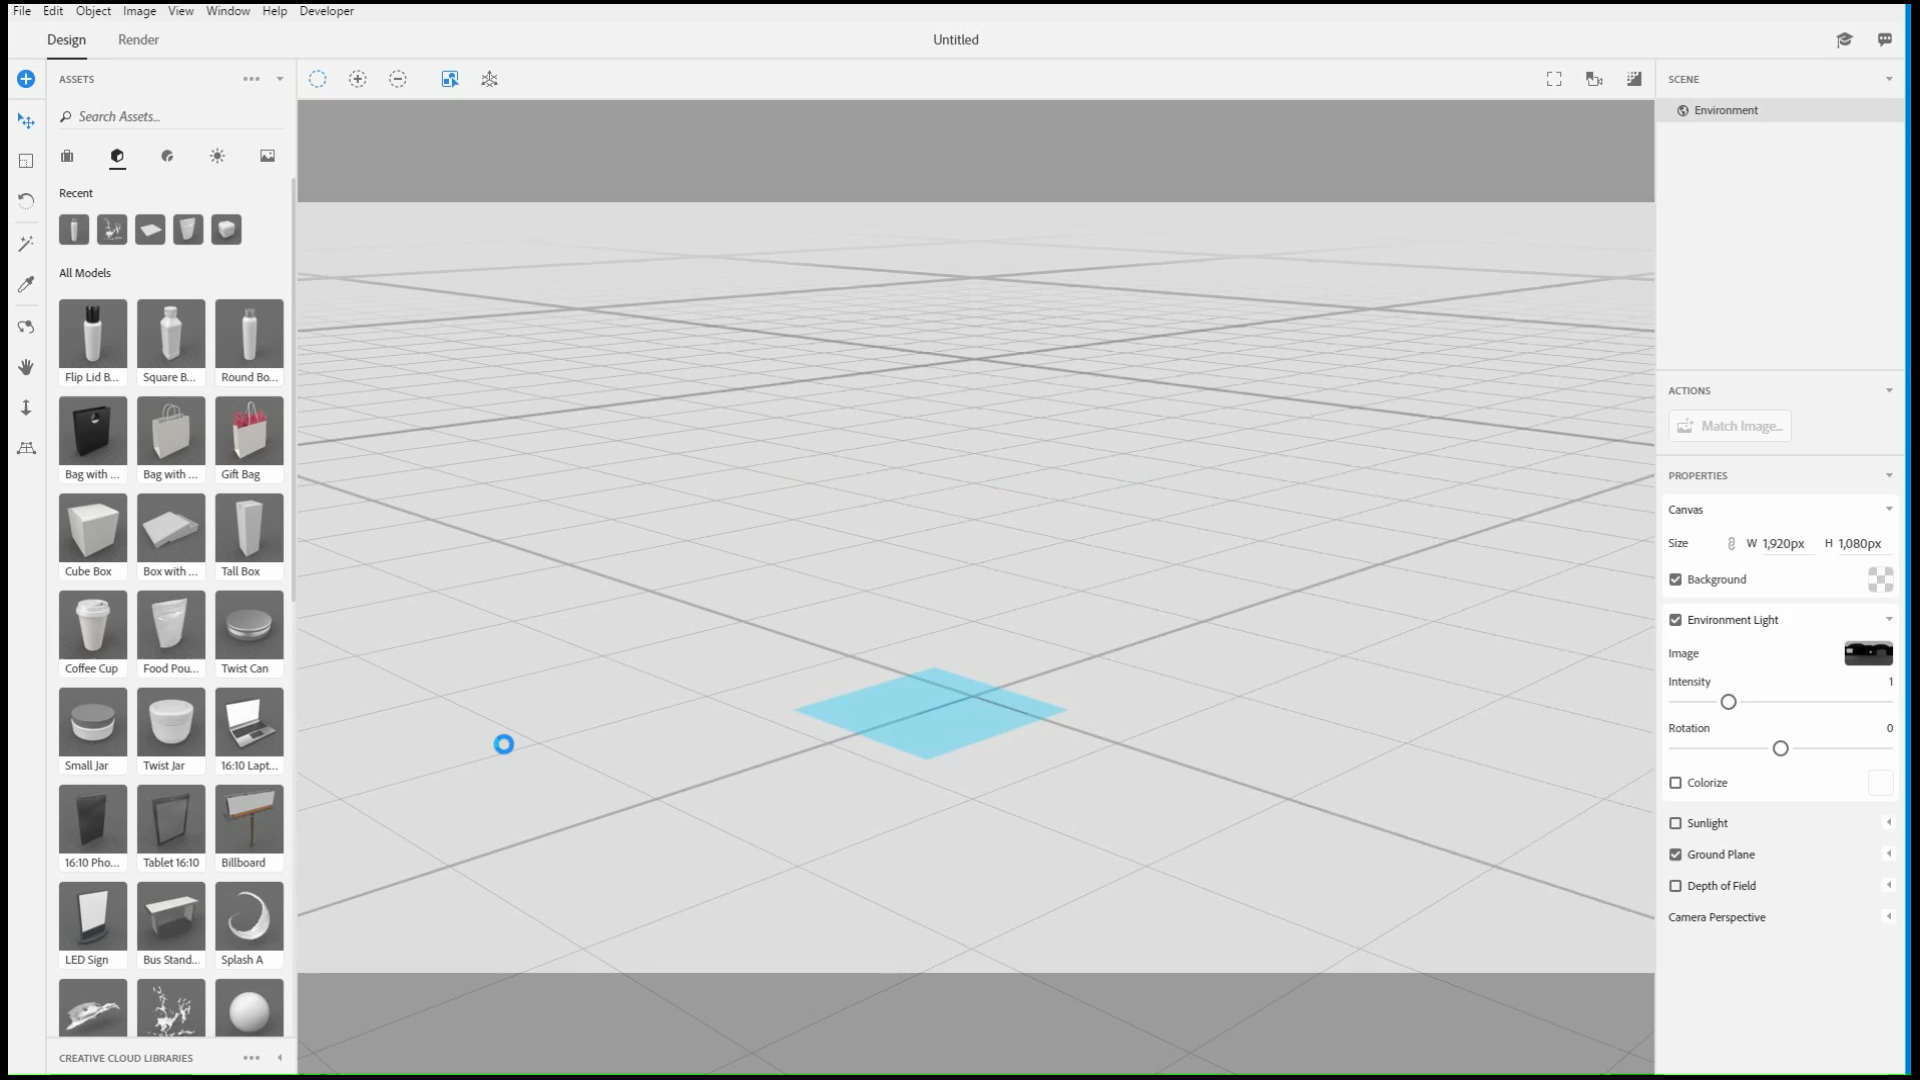 File Edit Object Image View Window Help Developer
Design Render Untitled
ASSETS
Search Assets...
Recent
All Models
Flip Lid B... Square B... Round Bo...
Bag with ... Bag with ... Gift Bag
Cube Box Box with ... Tall Box
Coffee Cup Food Pou... Twist Can
Small Jar Twist Jar 16:10 Lapt...
16:10 Pho... Tablet 16:10 Billboard
LED Sign Bus Stand... Splash A
CREATIVE CLOUD LIBRARIES
SCENE
Environment
ACTIONS
Match Image...
PROPERTIES
Canvas
Size W 1,920px H 1,080px
Background
Environment Light
Image
Intensity 1
Rotation 0
Colorize
Sunlight
Ground Plane
Depth of Field
Camera Perspective